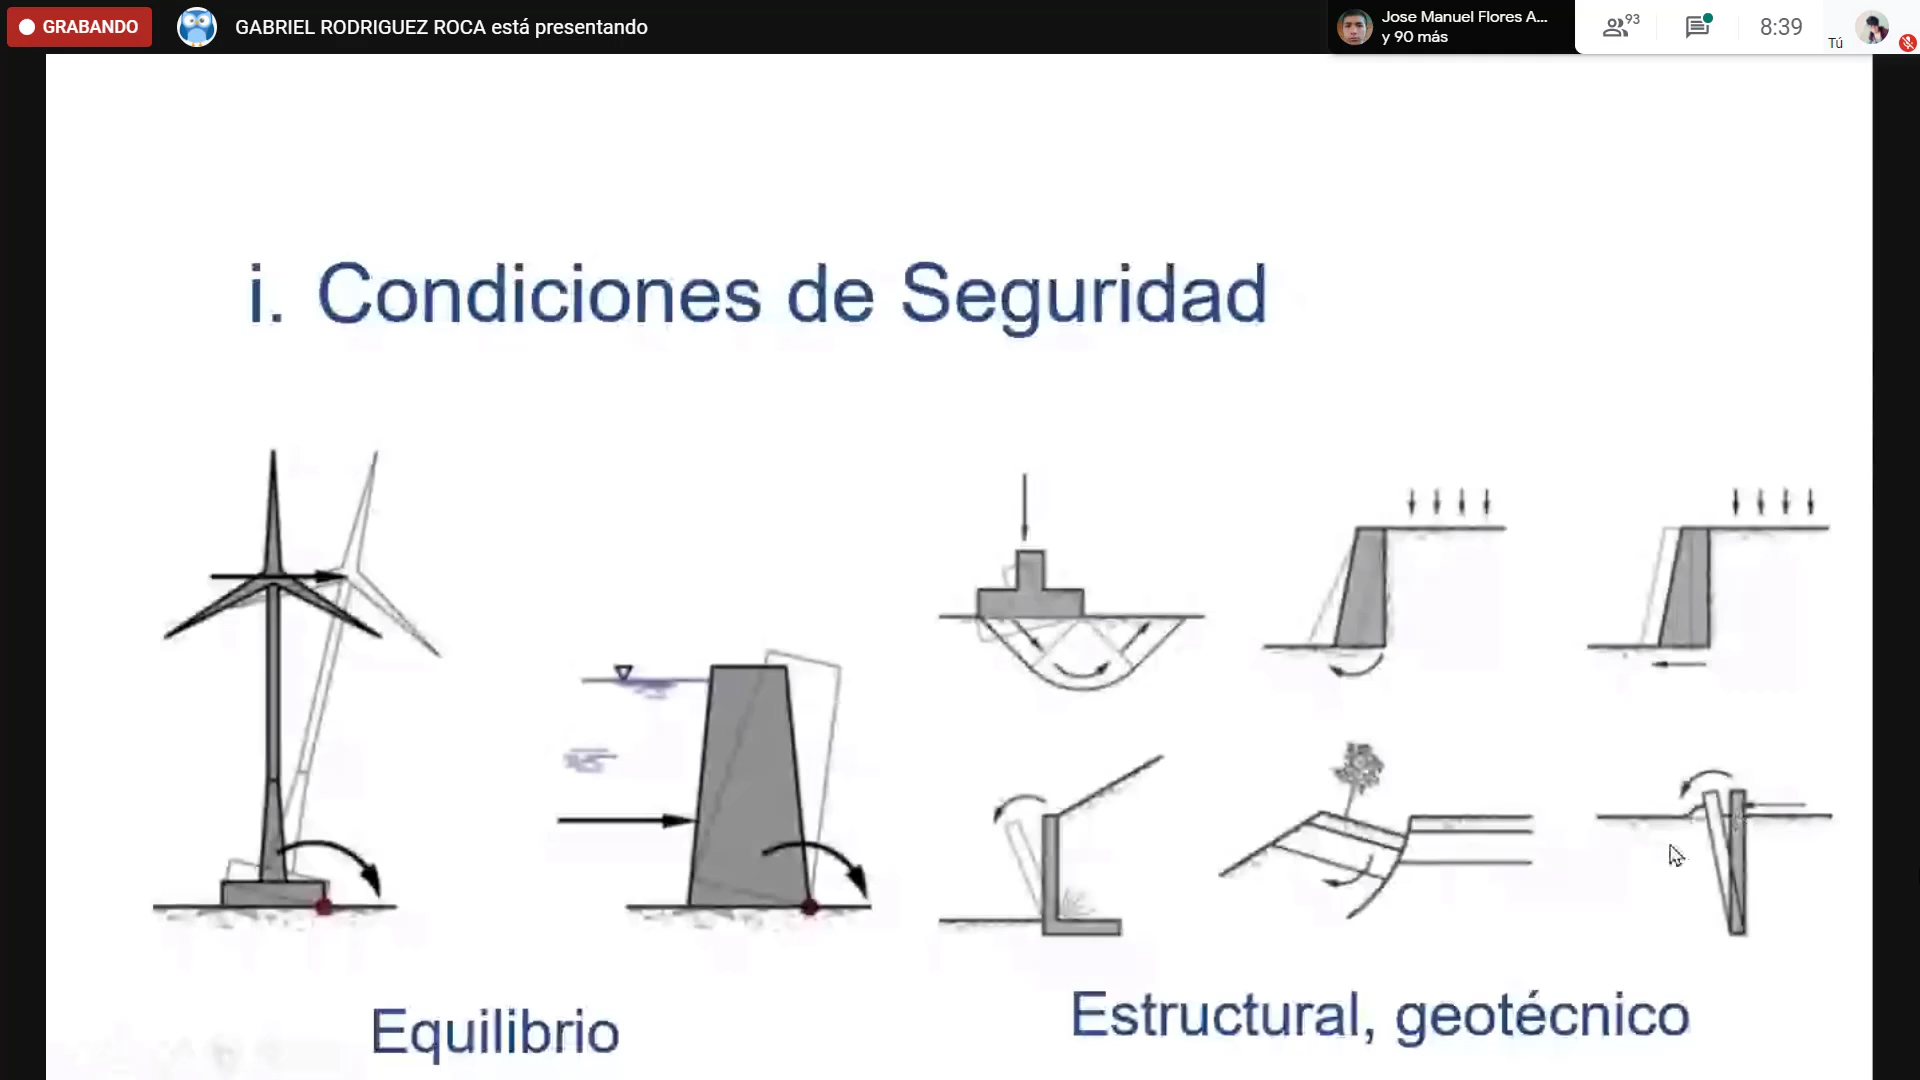 GRABANDO
GABRIEL RODRIGUEZ ROCA está presentando
Jose Manuel Flores A...
y 90 más
93
8:39
Tú
i. Condiciones de Seguridad
Equilibrio
Estructural, geotécnico